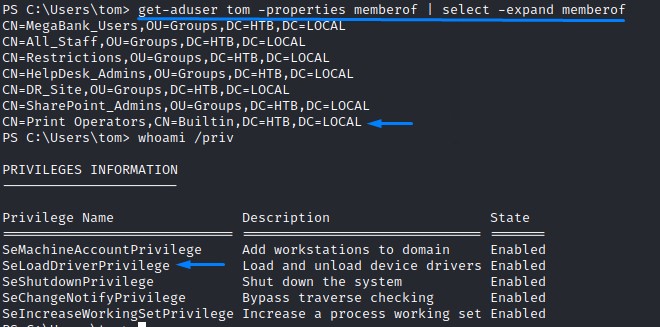 PS C:\Users\tom> get-aduser tom -properties memberof | select -expand memberof
CN=MegaBank_Users,OU=Groups,DC=HTB,DC=LOCAL
CN=All_Staff,OU=Groups,DC=HTB,DC=LOCAL
CN=Restrictions,OU=Groups,DC=HTB,DC=LOCAL
CN=HelpDesk_Admins,OU=Groups,DC=HTB,DC=LOCAL
CN=DR_Site,OU=Groups,DC=HTB,DC=LOCAL
CN=SharePoint_Admins,OU=Groups,DC=HTB,DC=LOCAL
CN=Print Operators,CN=Builtin,DC=HTB,DC=LOCAL
PS C:\Users\tom> whoami /priv
PRIVILEGES INFORMATION
Privilege Name Description State
SeMachineAccountPrivilege Add workstations to domain Enabled
SeLoadDriverPrivilege Load and unload device drivers Enabled
SeShutdownPrivilege Shut down the system Enabled
SeChangeNotifyPrivilege Bypass traverse checking Enabled
SeIncreaseWorkingSetPrivilege Increase a process working set Enabled